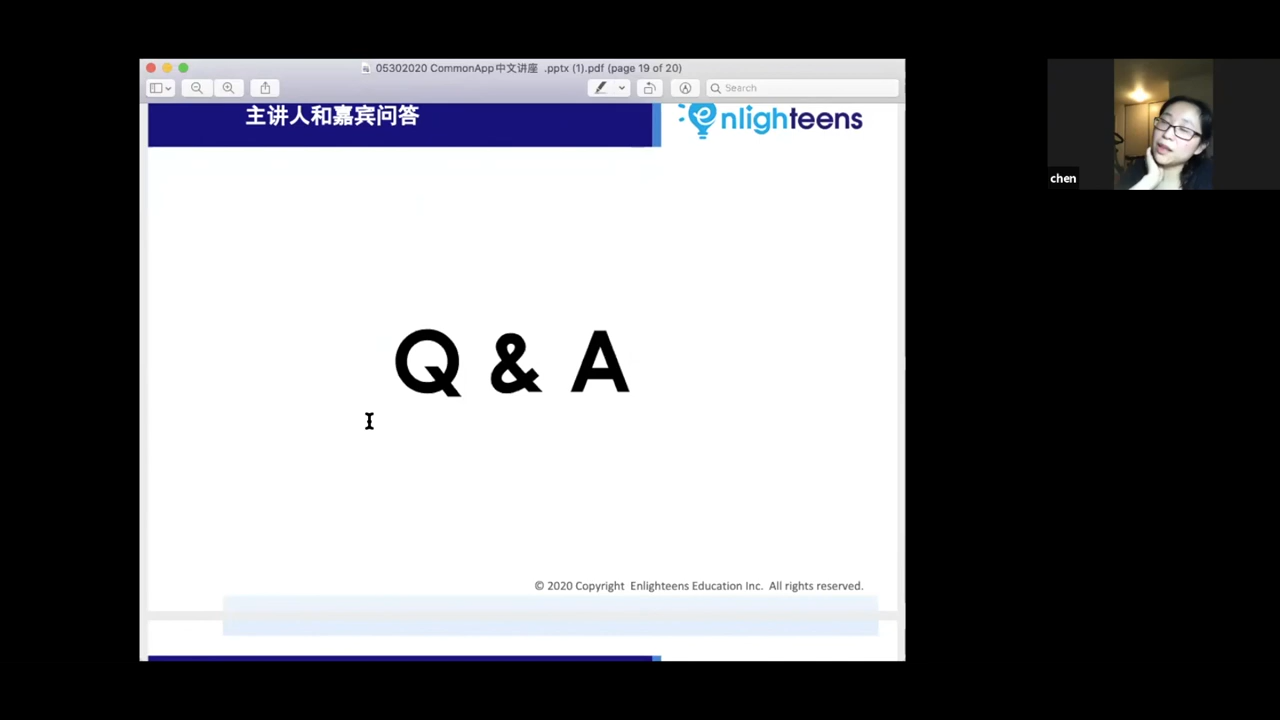 05302020 CommonApp中文讲座 .pptx (1).pdf (page 19 of 20)
Search
主讲人和嘉宾问答
enlighteens
chen
Q & A
© 2020 Copyright Enlighteens Education Inc. All rights reserved.